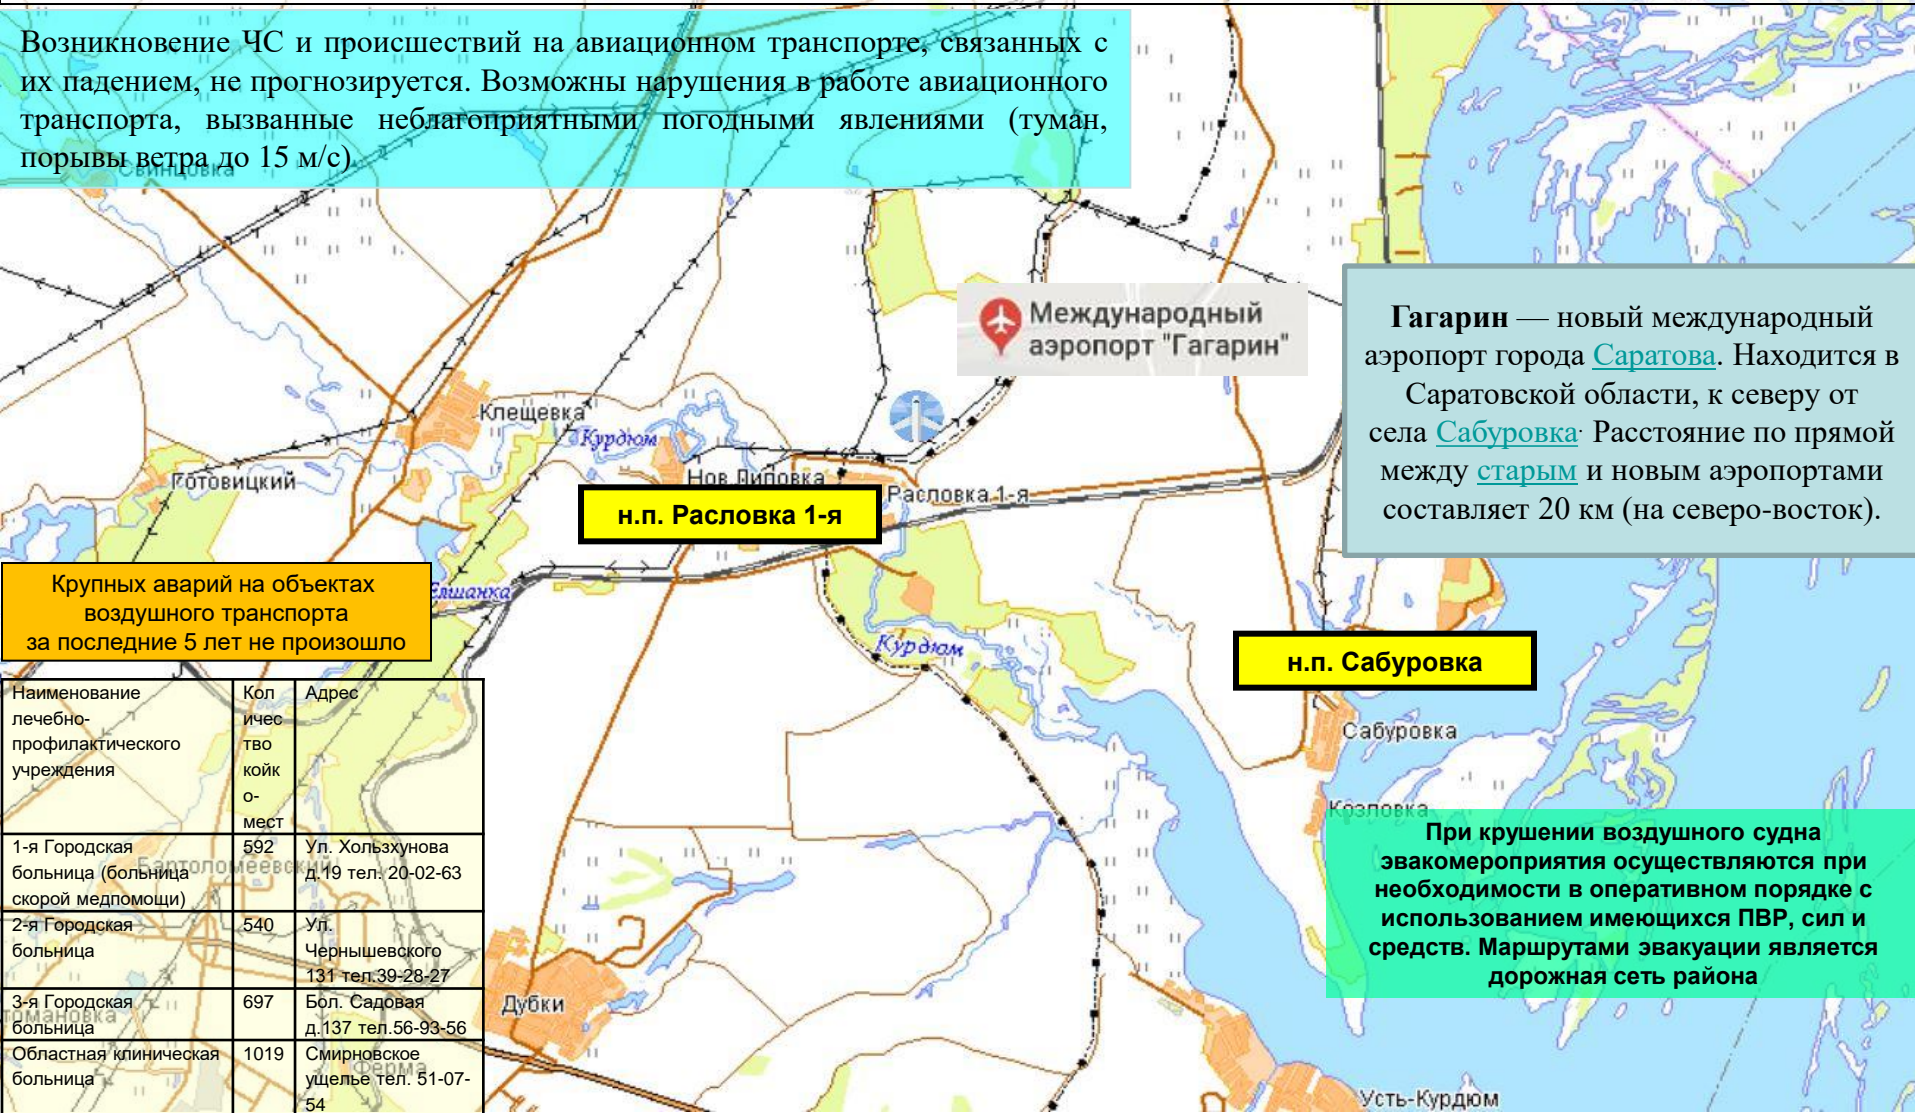 Возникновение ЧС и происшествий на авиационном транспорте, связанных с
их падением, не прогнозируется. Возможны нарушения в работе авиационного
транспорта, вызванные неблагоприятными погодными явлениями (туман,
порывы ветра до 15 м/с)
Свинцовка
Международный
аэропорт "Гагарин"
Гагарин — новый международный
аэропорт города Саратова. Находится в
Саратовской области, к северу от
села Сабуровка. Расстояние по прямой
между старым и новым аэропортами
составляет 20 км (на северо-восток).
Клещевка
Курдюм
Готовицкий
Нов.Липовка
Расловка 1-я
н.п. Расловка 1-я
Елшанка
Крупных аварий на объектах
воздушного транспорта
за последние 5 лет не произошло
Курдюм
н.п. Сабуровка
Сабуровка
Козловка
При крушении воздушного судна
эвакомероприятия осуществляются при
необходимости в оперативном порядке с
использованием имеющихся ПВР, сил и
средств. Маршрутами эвакуации является
дорожная сеть района
Наименование
лечебно-
профилактического
учреждения
Кол
ичес
тво
койк
о-
мест
Адрес
1-я Городская
больница (больница
скорой медпомощи)
592
Ул. Хользхунова
д.19 тел. 20-02-63
Бартоломеевский
2-я Городская
больница
540
Ул.
Чернышевского
131 тел.39-28-27
3-я Городская
больница
697
Бол. Садовая
д.137 тел.56-93-56
Областная клиническая
больница
1019
Смирновское
ущелье тел. 51-07-
54
Ферма
Дубки
Усть-Курдюм